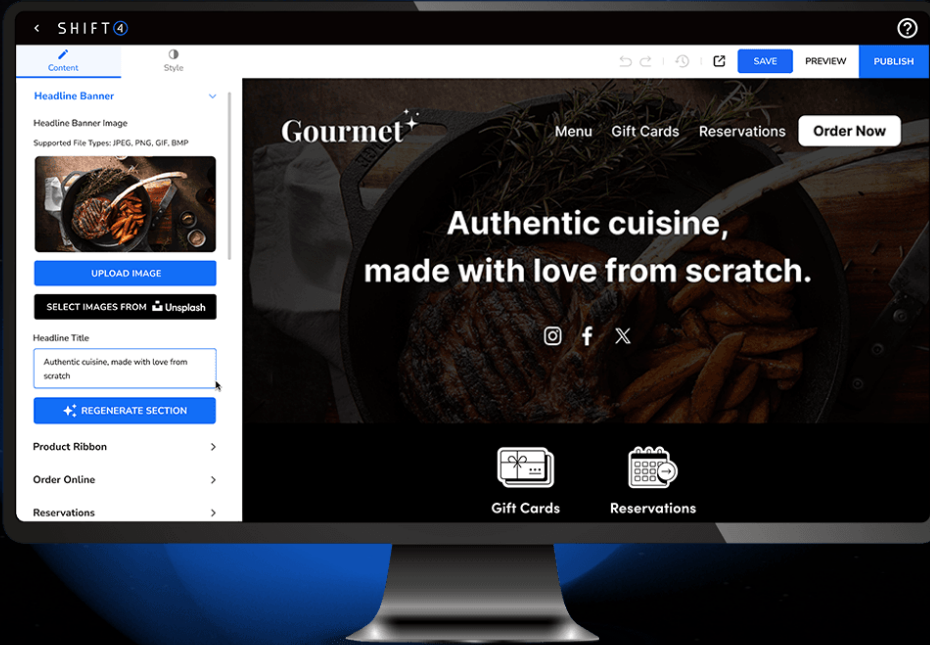 SHIFT4
Content
Style
SAVE
PREVIEW
PUBLISH
Headline Banner
Headline Banner Image
Supported File Types: JPEG, PNG, GIF, BMP
UPLOAD IMAGE
SELECT IMAGES FROM Unsplash
Headline Title
Authentic cuisine, made with love from
scratch
REGENERATE SECTION
Product Ribbon
Order Online
Reservations
Gourmet
Menu
Gift Cards
Reservations
Order Now
Authentic cuisine,
made with love from scratch.
Gift Cards
Reservations